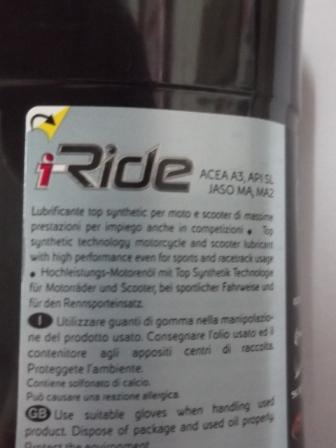 i-Ride
ACEA A3, API SL
JASO MA, MA2
Lubrificante top synthetic per moto e scooter di massime
prestazioni per impiego anche in competizioni • Top
synthetic technology motorcycle and scooter lubricant
with high performance even for sports and racetrack usage
• Hochleistungs-Motorenöl mit Top Synthetik Technologie
für Motorräder und Scooter, bei sportlicher Fahrweise und
für den Rennsporteinsatz.
I Utilizzare guanti di gomma nella manipolazio-
ne del prodotto usato. Consegnare l'olio usato ed il
contenitore agli appositi centri di raccolta.
Proteggete l'ambiente.
Contiene solfonato di calcio.
Può causare una reazione allergica.
GB Use suitable gloves when handling used
product. Dispose of package and used oil properly.
Protect the environment